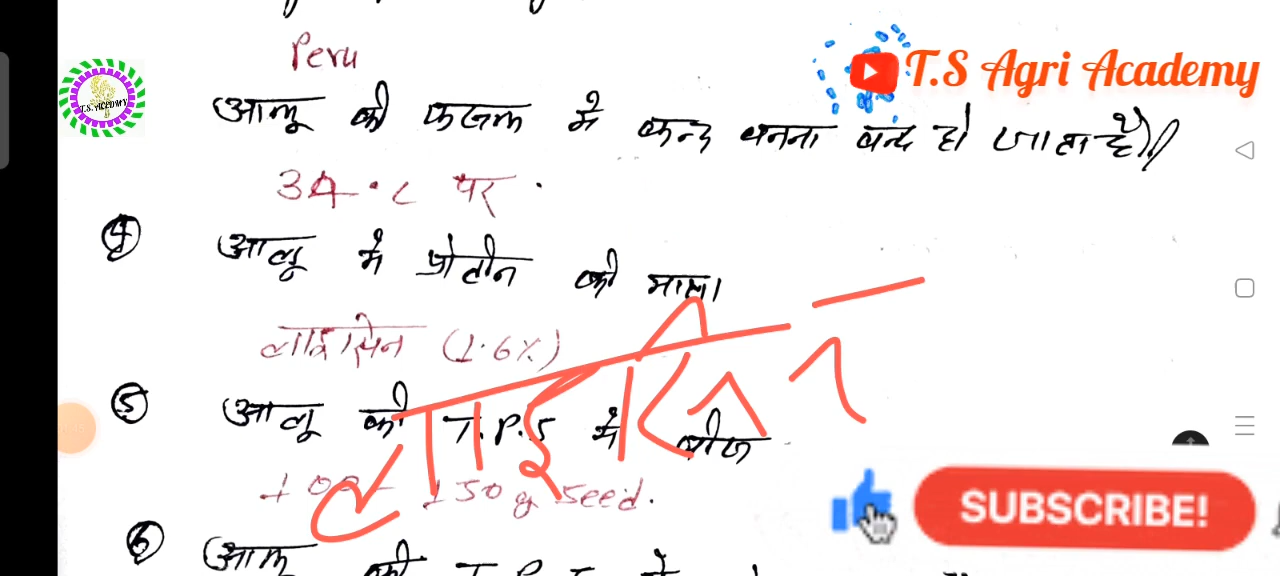 Peru
T.S Agri Academy
T.S. ACEDMY
आलू की फसल में कन्द बनना बन्द हो जाता है।
34°C पर
④ आलू में प्रोटीन की मात्रा
लाइसिन (1.6%)
⑤ आलू की T.P.S में बीज
100 - 150 g Seed.
⑥ आलू की T.P.S
SUBSCRIBE!